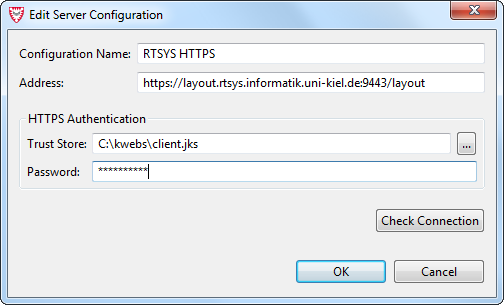 Edit Server Configuration
Configuration Name: RTSYS HTTPS
Address: https://layout.rtsys.informatik.uni-kiel.de:9443/layout
HTTPS Authentication
Trust Store: C:\kwebs\client.jks ...
Password: **********
Check Connection
OK Cancel